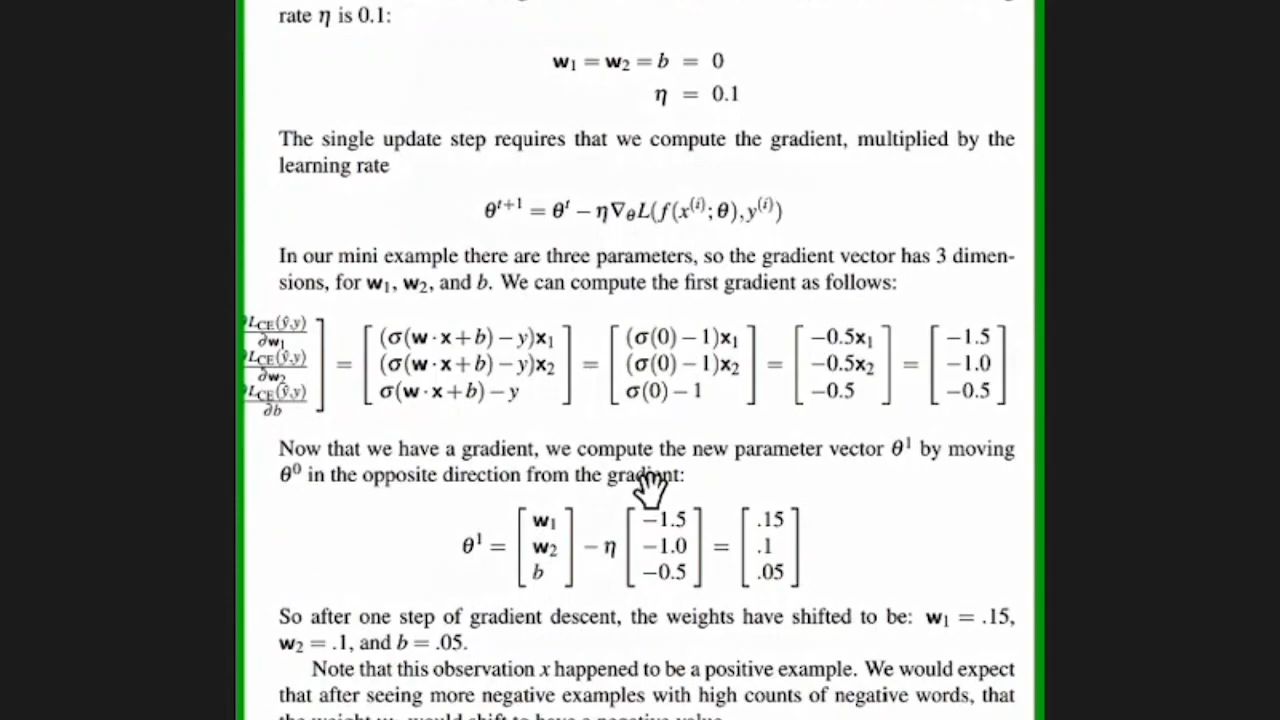 rate η is 0.1:
w₁ = w₂ = b = 0
η = 0.1
The single update step requires that we compute the gradient, multiplied by the
learning rate
θᵗ⁺¹ = θᵗ − η∇_θL(f(x⁽ⁱ⁾;θ),y⁽ⁱ⁾)
In our mini example there are three parameters, so the gradient vector has 3 dimen-
sions, for w₁, w₂, and b. We can compute the first gradient as follows:
[∂L_CE(ŷ,y)/∂w₁; ∂L_CE(ŷ,y)/∂w₂; ∂L_CE(ŷ,y)/∂b] = [(σ(w · x + b) − y)x₁; (σ(w · x + b) − y)x₂; σ(w · x + b) − y] = [(σ(0) − 1)x₁; (σ(0) − 1)x₂; σ(0) − 1] = [−0.5x₁; −0.5x₂; −0.5] = [−1.5; −1.0; −0.5]
Now that we have a gradient, we compute the new parameter vector θ¹ by moving
θ⁰ in the opposite direction from the gradient:
θ¹ = [w₁; w₂; b] − η [−1.5; −1.0; −0.5] = [.15; .1; .05]
So after one step of gradient descent, the weights have shifted to be: w₁ = .15,
w₂ = .1, and b = .05.
Note that this observation x happened to be a positive example. We would expect
that after seeing more negative examples with high counts of negative words, that